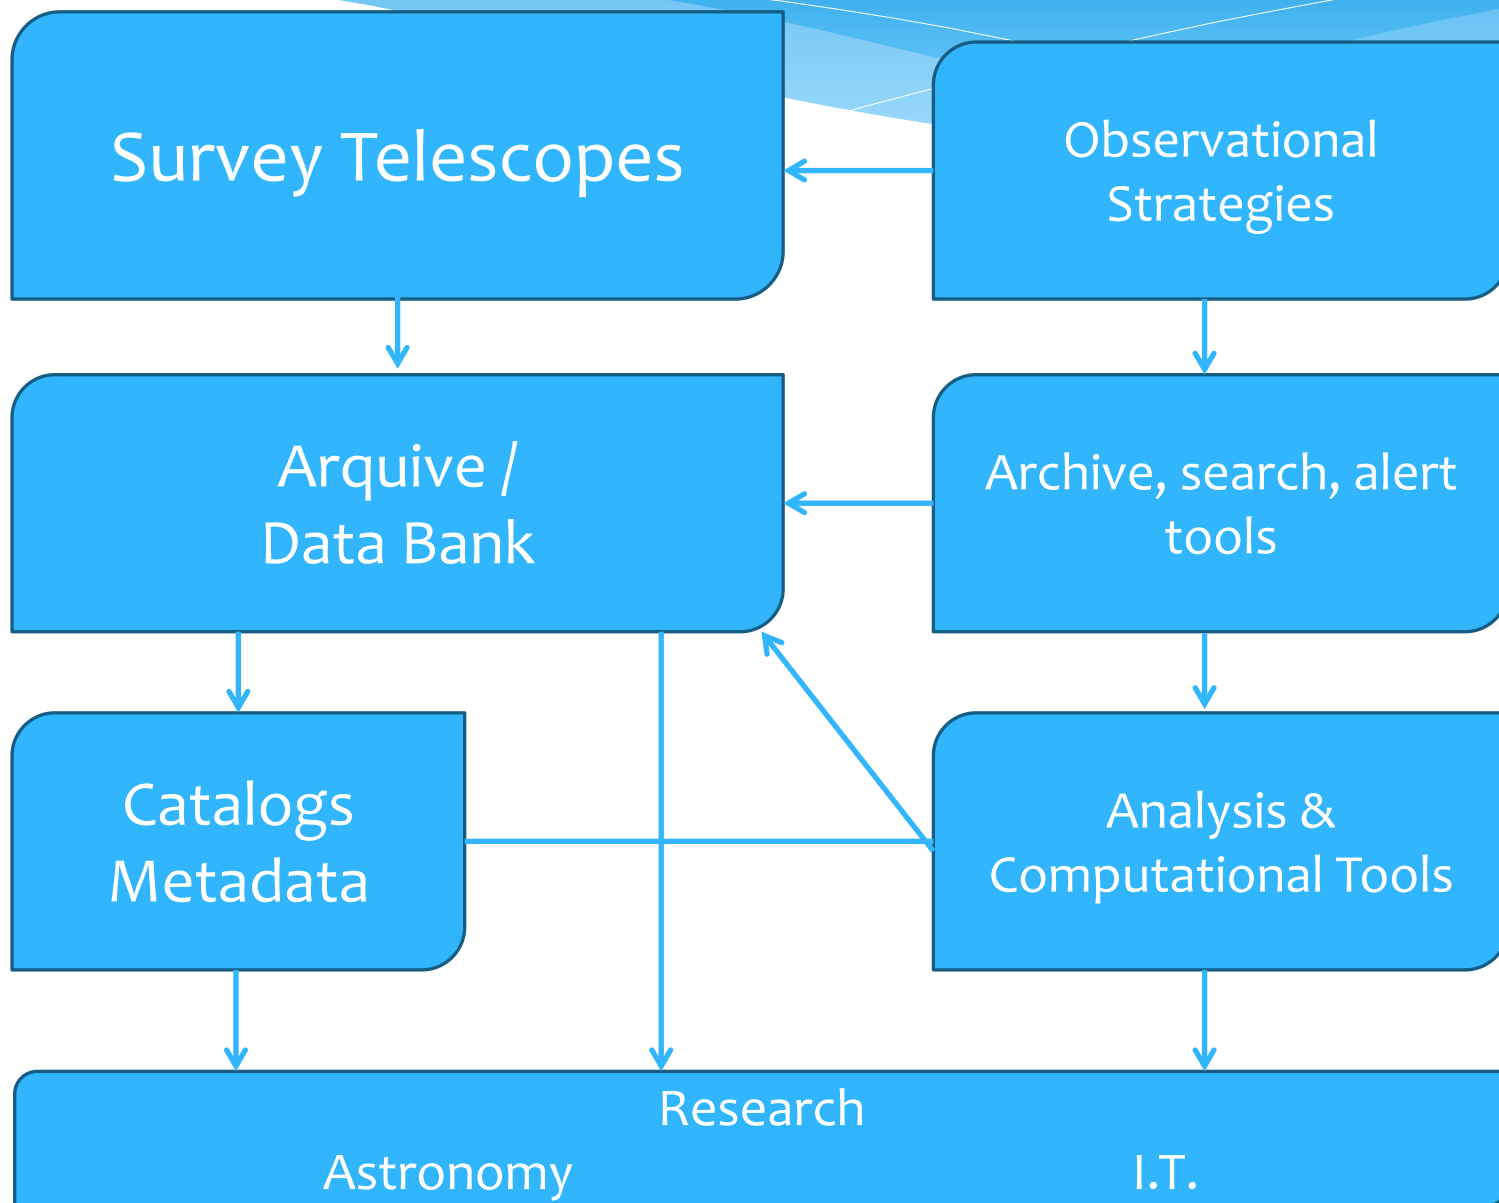 Survey Telescopes
Observational
Strategies
Arquive /
Data Bank
Archive, search, alert
tools
Catalogs
Metadata
Analysis &
Computational Tools
Research
Astronomy I.T.